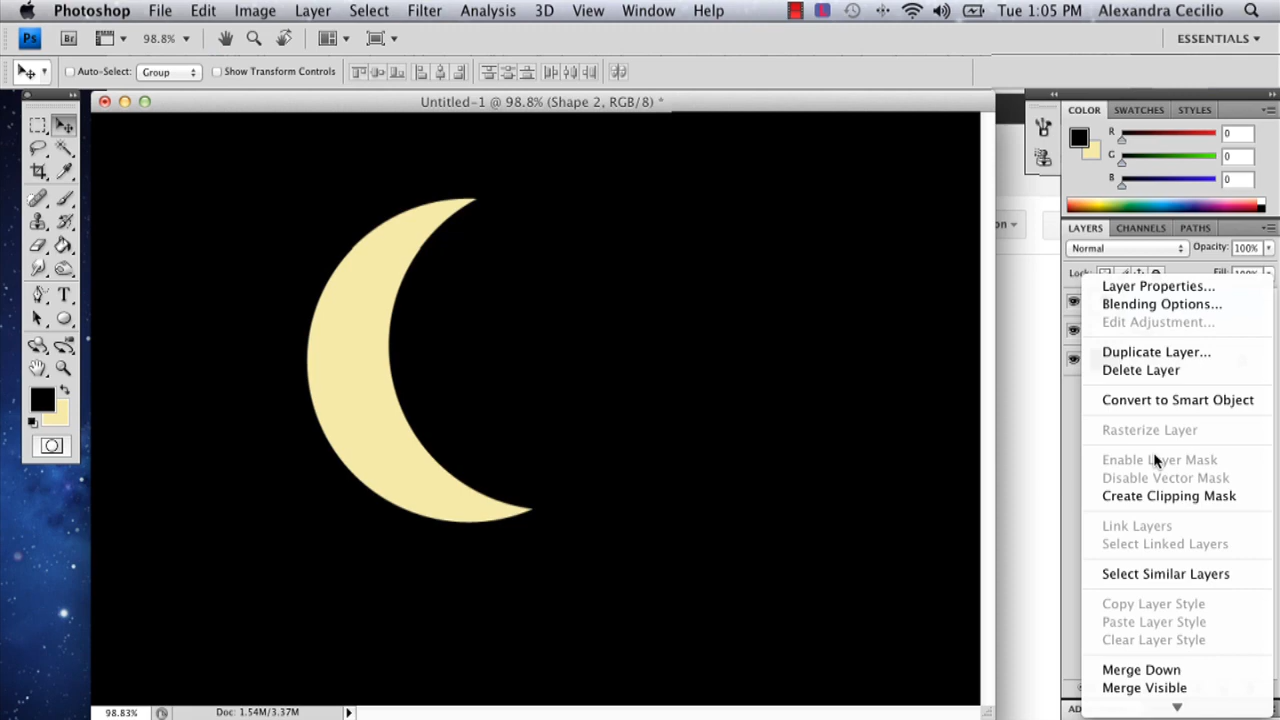 Photoshop File Edit Image Layer Select Filter Analysis 3D View Window Help Tue 1:05 PM Alexandra Cecilio
Ps Br 98.8% ESSENTIALS
Auto-Select: Group Show Transform Controls
Untitled-1 @ 98.8% (Shape 2, RGB/8) *
COLOR SWATCHES STYLES
R 0
G 0
B 0
LAYERS CHANNELS PATHS
Normal Opacity: 100%
Lock: Fill: 100%
Layer Properties...
Blending Options...
Edit Adjustment...
Duplicate Layer...
Delete Layer
Convert to Smart Object
Rasterize Layer
Enable Layer Mask
Disable Vector Mask
Create Clipping Mask
Link Layers
Select Linked Layers
Select Similar Layers
Copy Layer Style
Paste Layer Style
Clear Layer Style
Merge Down
Merge Visible
98.83% Doc: 1.54M/3.37M